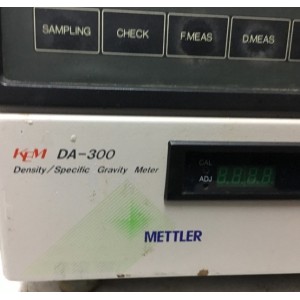 SAMPLING CHECK F.MEAS D.MEAS
KEM DA-300
Density/Specific Gravity Meter
CAL
ADJ
METTLER